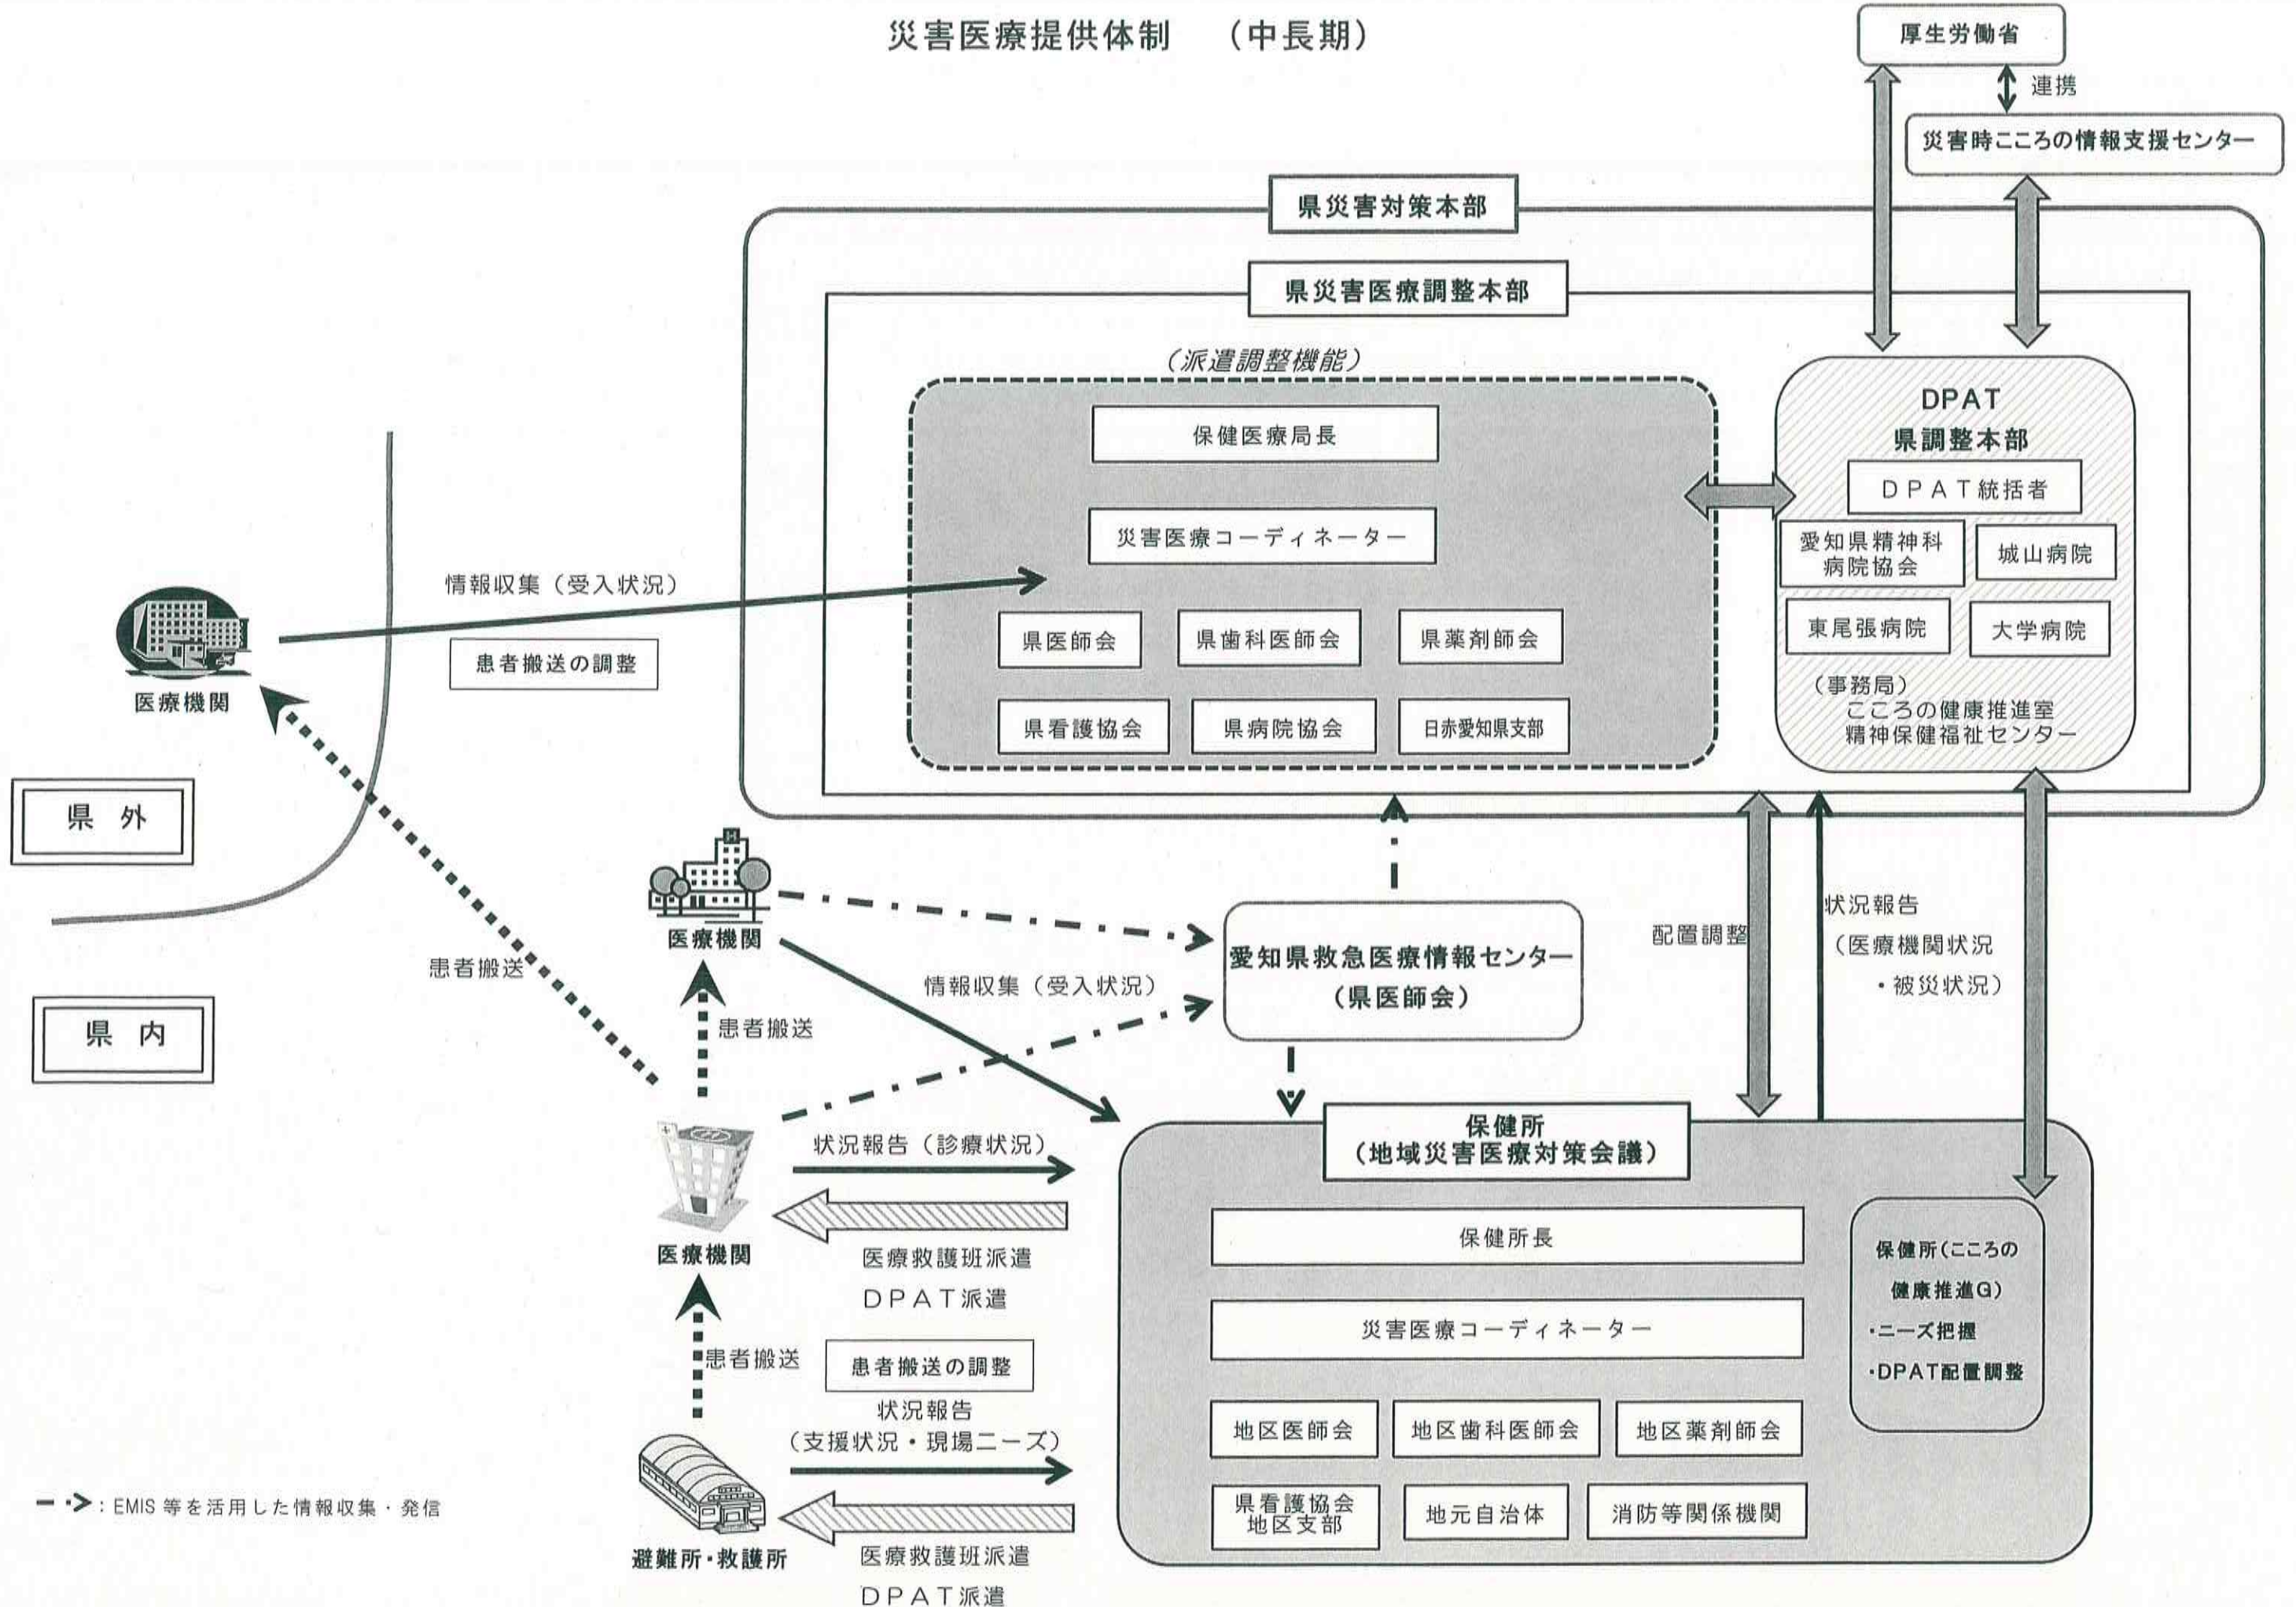 災害医療提供体制　（中長期）
厚生労働省
連携
災害時こころの情報支援センター
県災害対策本部
県災害医療調整本部
（派遣調整機能）
保健医療局長
災害医療コーディネーター
県医師会
県歯科医師会
県薬剤師会
県看護協会
県病院協会
日赤愛知県支部
DPAT
県調整本部
ＤＰＡＴ統括者
愛知県精神科
病院協会
城山病院
東尾張病院
大学病院
（事務局）
こころの健康推進室
精神保健福祉センター
情報収集（受入状況）
患者搬送の調整
医療機関
県　外
県　内
患者搬送
医療機関
患者搬送
情報収集（受入状況）
愛知県救急医療情報センター
（県医師会）
配置調整
状況報告
（医療機関状況
・被災状況）
医療機関
状況報告（診療状況）
医療救護班派遣
ＤＰＡＴ派遣
患者搬送
患者搬送の調整
状況報告
（支援状況・現場ニーズ）
避難所・救護所
医療救護班派遣
ＤＰＡＴ派遣
保健所
（地域災害医療対策会議）
保健所長
災害医療コーディネーター
地区医師会
地区歯科医師会
地区薬剤師会
県看護協会
地区支部
地元自治体
消防等関係機関
保健所(こころの
健康推進G)
・ニーズ把握
・DPAT配置調整
：EMIS 等を活用した情報収集・発信